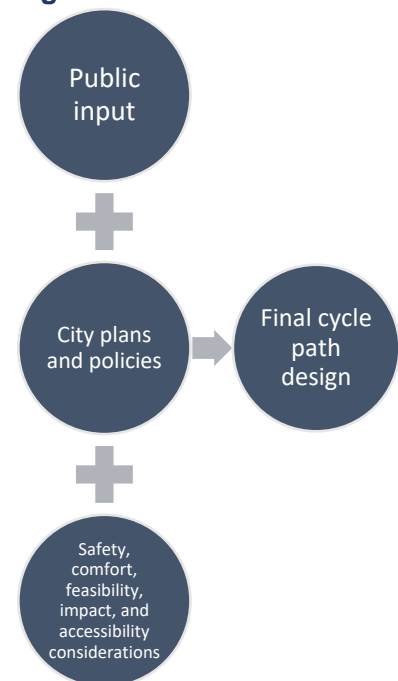 Public
input
City plans
and policies
Final cycle
path
design
Safety,
comfort,
feasibility,
impact, and
accessibility
considerations